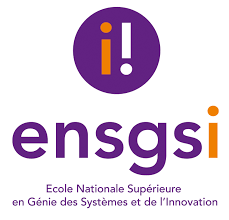 i!
ensgsi
Ecole Nationale Supérieure
en Génie des Systèmes et de l'Innovation